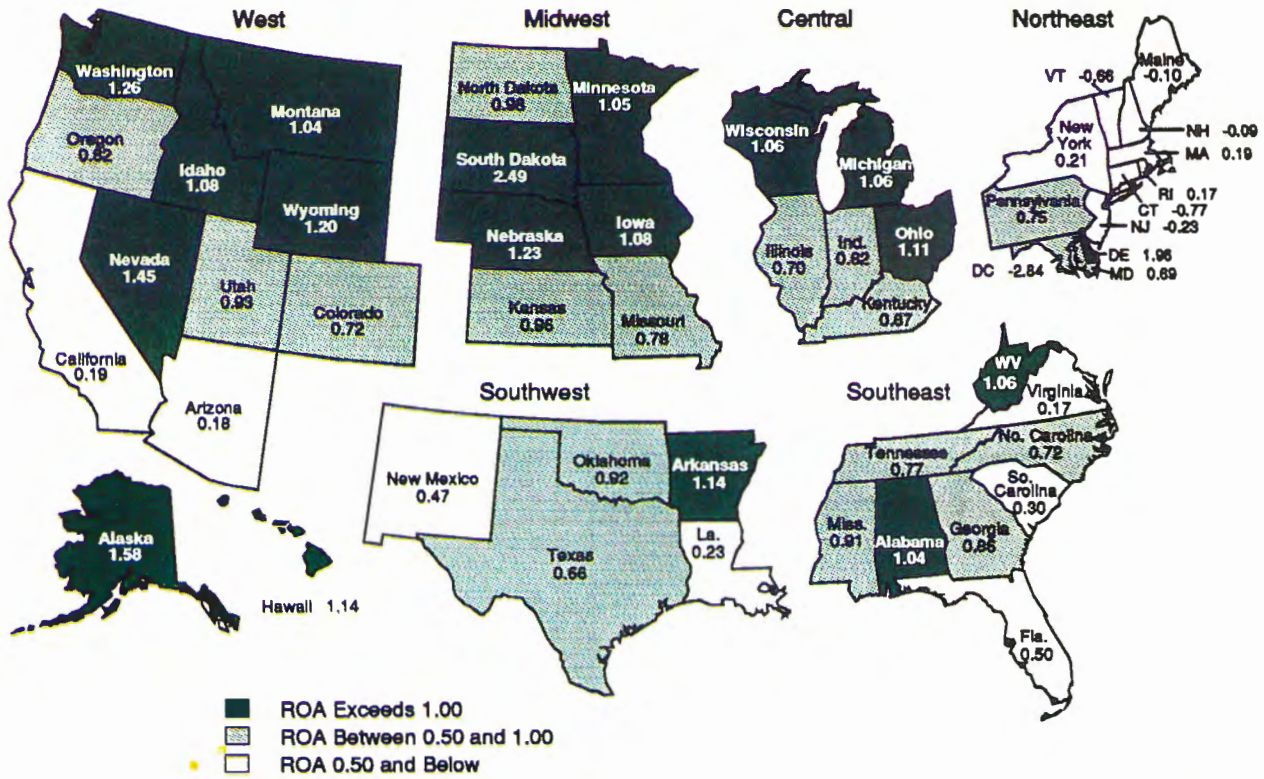 West
Midwest
Central
Northeast
Washington
1.26
Montana
1.04
Oregon
0.82
Idaho
1.08
Wyoming
1.20
Nevada
1.45
Utah
0.93
Colorado
0.72
California
0.19
Arizona
0.18
Alaska
1.58
Hawaii 1.14
North Dakota
0.98
Minnesota
1.05
South Dakota
2.49
Nebraska
1.23
Iowa
1.08
Kansas
0.96
Missouri
0.78
Wisconsin
1.06
Michigan
1.06
Illinois
0.70
Ind.
0.82
Ohio
1.11
Kentucky
0.87
Maine
-0.10
VT -0.66
New
York
0.21
NH -0.09
MA 0.19
RI 0.17
CT -0.77
NJ -0.23
Pennsylvania
0.75
DE 1.96
MD 0.69
DC -2.84
Southwest
New Mexico
0.47
Oklahoma
0.92
Arkansas
1.14
Texas
0.66
La.
0.23
Southeast
WV
1.06
Virginia
0.17
No. Carolina
0.72
Tennessee
0.77
So.
Carolina
0.30
Miss.
0.91
Alabama
1.04
Georgia
0.86
Fla.
0.50
ROA Exceeds 1.00
ROA Between 0.50 and 1.00
ROA 0.50 and Below